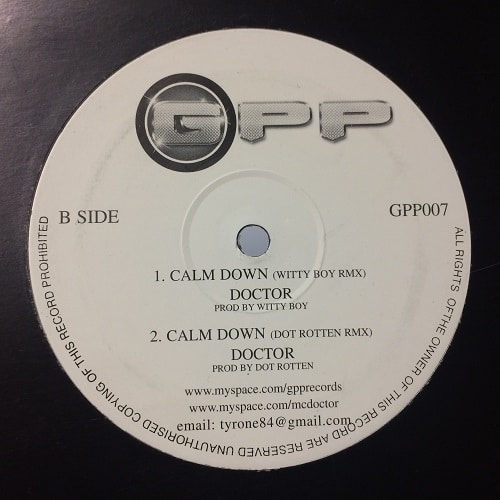 GPP
B SIDE
GPP007
1. CALM DOWN (WITTY BOY RMX)
DOCTOR
PROD BY WITTY BOY
2. CALM DOWN (DOT ROTTEN RMX)
DOCTOR
PROD BY DOT ROTTEN
www.myspace.com/gpprecords
www.myspace.com/mcdoctor
email: tyrone84@gmail.com
ALL RIGHTS OFTHE OWNER OF THIS RECORD ARE RESERVED UNAUTHORISED COPYING OF THIS RECORD PROHIBITED